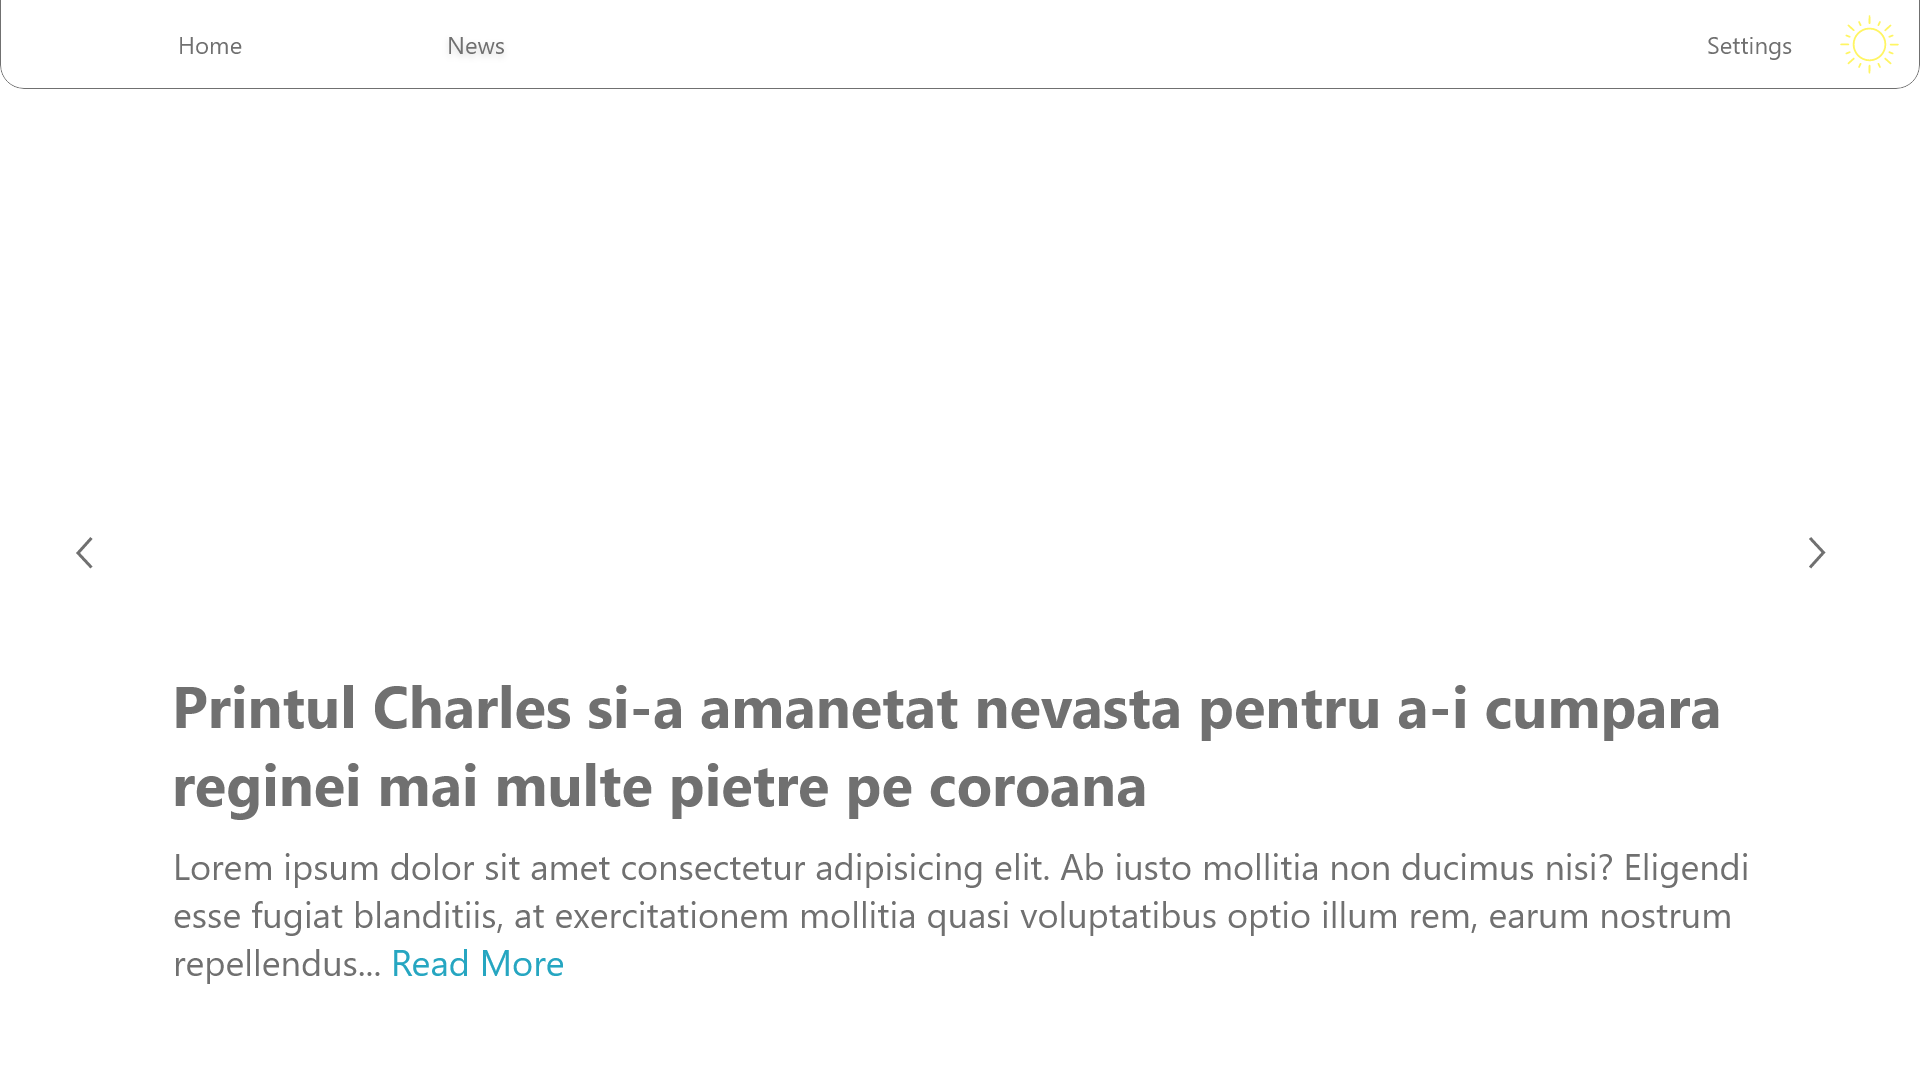 Home News Settings
Printul Charles si-a amanetat nevasta pentru a-i cumpara
reginei mai multe pietre pe coroana
Lorem ipsum dolor sit amet consectetur adipisicing elit. Ab iusto mollitia non ducimus nisi? Eligendi
esse fugiat blanditiis, at exercitationem mollitia quasi voluptatibus optio illum rem, earum nostrum
repellendus... Read More